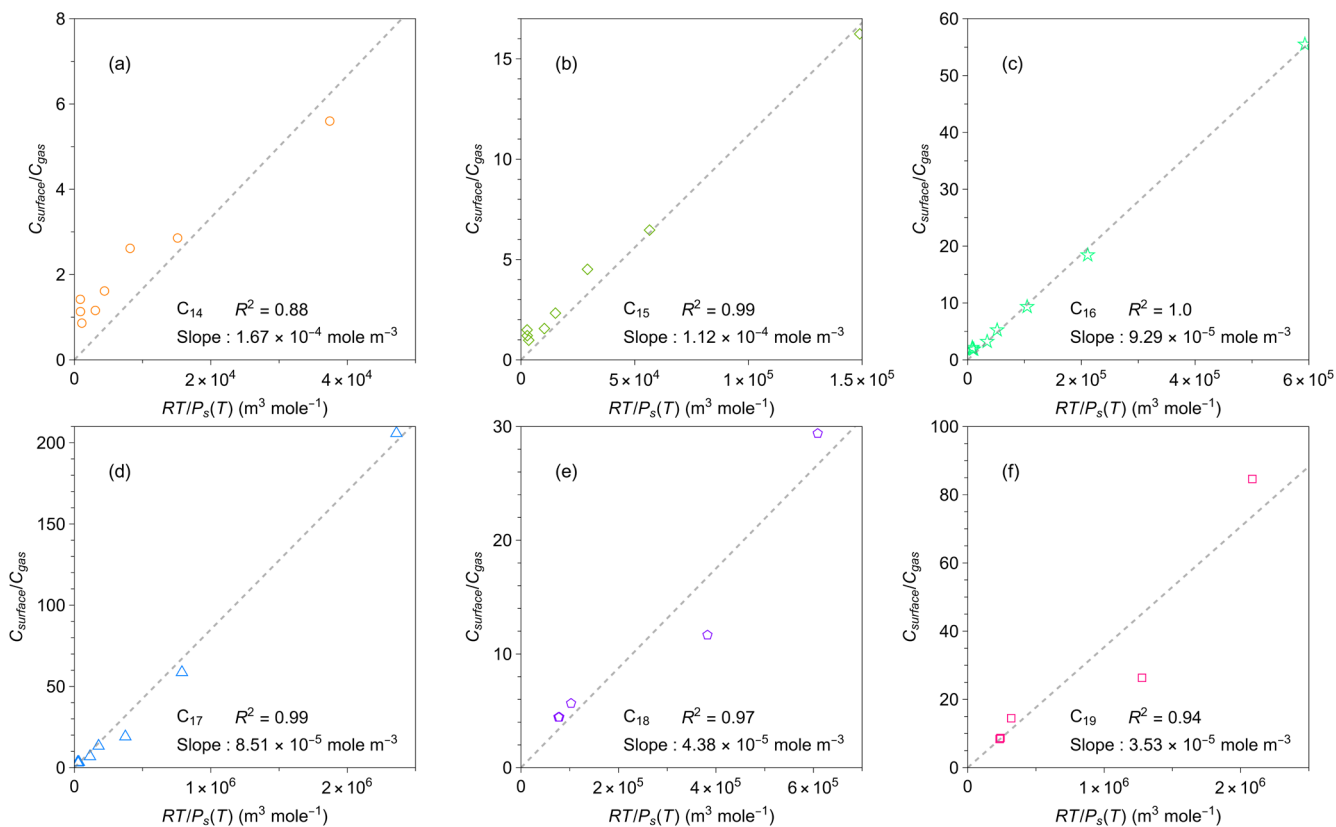 8
6
4
2
0
C_surface/C_gas
(a)
C₁₄ R² = 0.88
Slope : 1.67 × 10⁻⁴ mole m⁻³
0
2 × 10⁴
4 × 10⁴
RT/Pₛ(T) (m³ mole⁻¹)
15
10
5
0
C_surface/C_gas
(b)
C₁₅ R² = 0.99
Slope : 1.12 × 10⁻⁴ mole m⁻³
0
5 × 10⁴
1 × 10⁵
1.5 × 10⁵
RT/Pₛ(T) (m³ mole⁻¹)
60
50
40
30
20
10
0
C_surface/C_gas
(c)
C₁₆ R² = 1.0
Slope : 9.29 × 10⁻⁵ mole m⁻³
0
2 × 10⁵
4 × 10⁵
6 × 10⁵
RT/Pₛ(T) (m³ mole⁻¹)
200
150
100
50
0
C_surface/C_gas
(d)
C₁₇ R² = 0.99
Slope : 8.51 × 10⁻⁵ mole m⁻³
0
1 × 10⁶
2 × 10⁶
RT/Pₛ(T) (m³ mole⁻¹)
30
20
10
0
C_surface/C_gas
(e)
C₁₈ R² = 0.97
Slope : 4.38 × 10⁻⁵ mole m⁻³
0
2 × 10⁵
4 × 10⁵
6 × 10⁵
RT/Pₛ(T) (m³ mole⁻¹)
100
80
60
40
20
0
C_surface/C_gas
(f)
C₁₉ R² = 0.94
Slope : 3.53 × 10⁻⁵ mole m⁻³
0
1 × 10⁶
2 × 10⁶
RT/Pₛ(T) (m³ mole⁻¹)